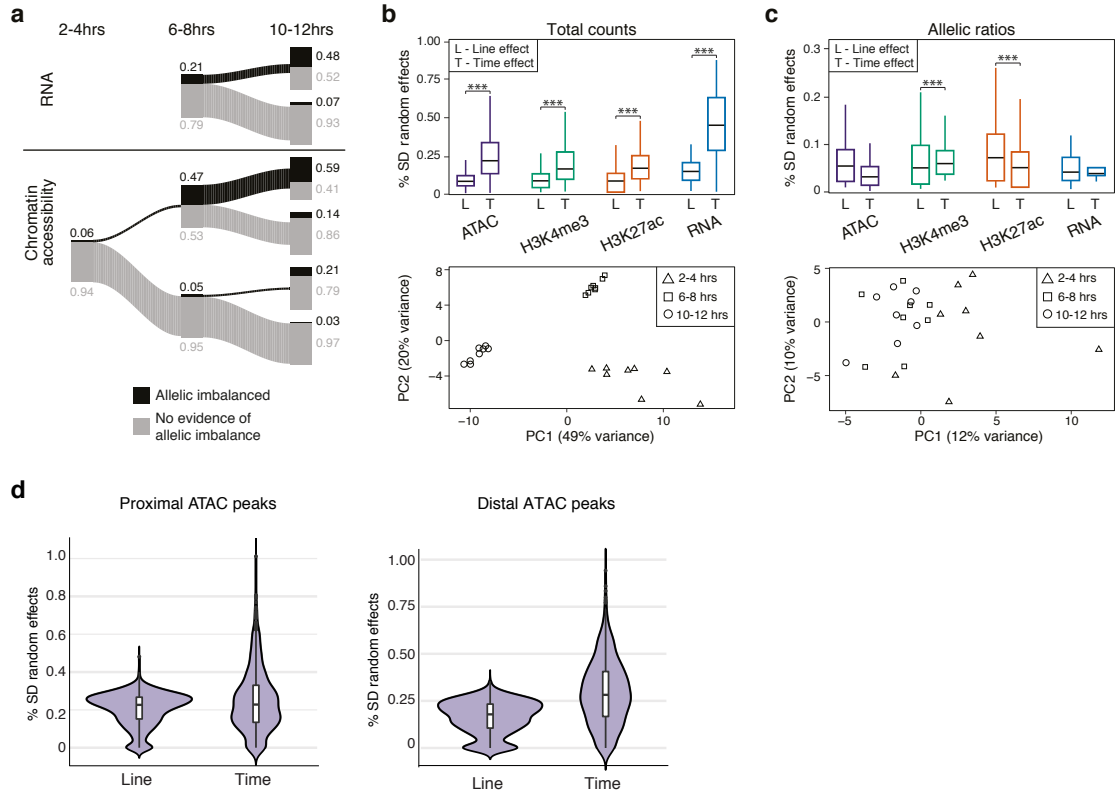 a
2-4hrs
6-8hrs
10-12hrs
RNA
0.21
0.79
0.48
0.52
0.07
0.93
Chromatin
accessibility
0.06
0.94
0.47
0.53
0.05
0.95
0.59
0.41
0.14
0.86
0.21
0.79
0.03
0.97
Allelic imbalanced
No evidence of
allelic imbalance
b
Total counts
L - Line effect
T - Time effect
% SD random effects
1.00
0.75
0.50
0.25
0
***
***
***
***
L T L T L T L T
ATAC
H3K4me3
H3K27ac
RNA
PC2 (20% variance)
8
4
0
−4
2-4 hrs
6-8 hrs
10-12 hrs
−10 0 10
PC1 (49% variance)
c
Allelic ratios
L - Line effect
T - Time effect
% SD random effects
0.3
0.2
0.1
0
***
***
L T L T L T L T
ATAC
H3K4me3
H3K27ac
RNA
PC2 (10% variance)
5
0
−5
2-4 hrs
6-8 hrs
10-12 hrs
−5 0 5 10
PC1 (12% variance)
d
Proximal ATAC peaks
% SD random effects
1.0
0.8
0.6
0.4
0.2
0
Line Time
Distal ATAC peaks
% SD random effects
1.00
0.75
0.50
0.25
0
Line Time